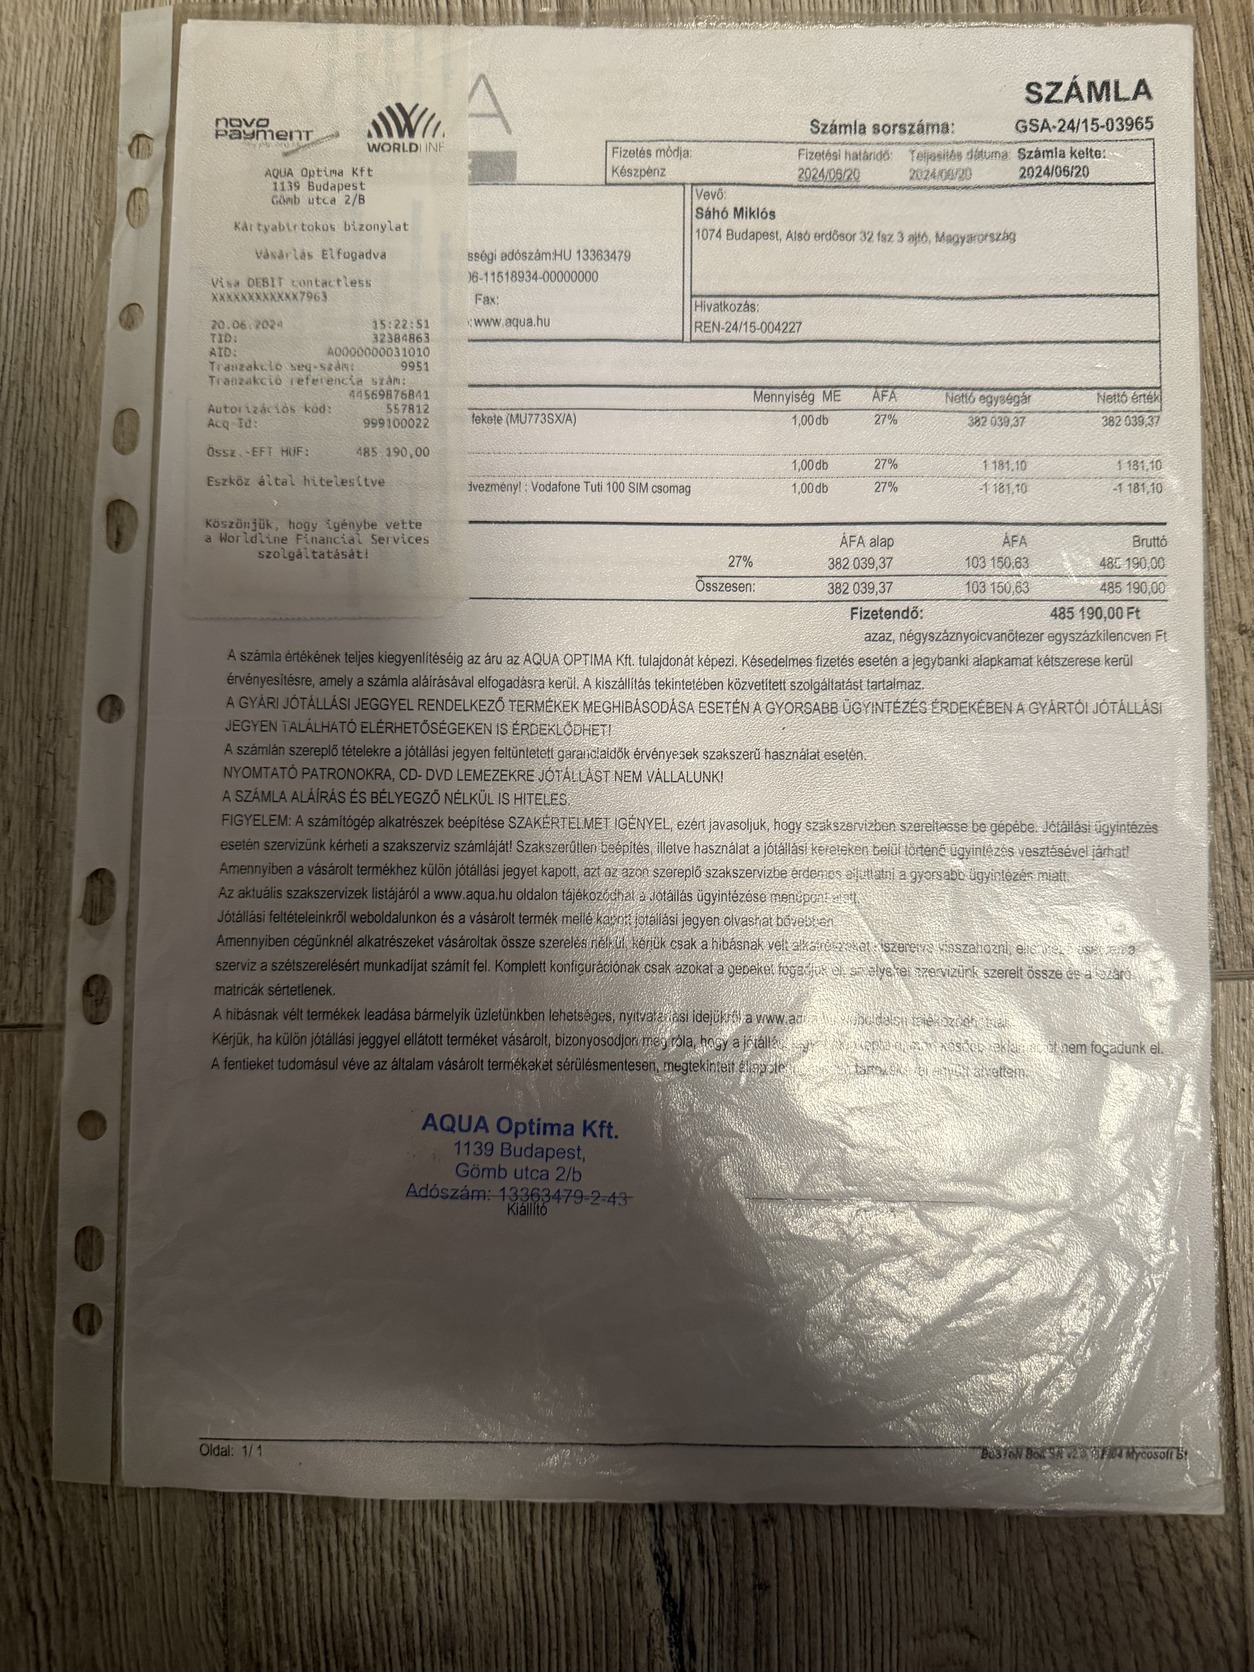 A
SZÁMLA
Számla sorszáma: GSA-24/15-03965
Fizetés módja: Fizetési határidő: Teljesítés dátuma: Számla kelte:
Készpénz 2024/06/20 2024/06/20 2024/06/20
novo payment
WORLDLINE
AQUA Optima Kft
1139 Budapest
Gömb utca 2/B
Kártyabirtokos bizonylat
Vásárlás Elfogadva
Visa DEBIT contactless
XXXXXXXXXXXX7963
20.06.2024 15:22:51
TID: 32384863
AID: A0000000031010
Tranzakció seq-szám: 9951
Tranzakció referencia szám:
44569876841
Autorizációs kód: 557812
Acq-Id: 999100022
Össz.-EFT HUF: 485 190,00
Eszköz által hitelesítve
Köszönjük, hogy igénybe vette
a Worldline Financial Services
szolgáltatását!
sségi adószám:HU 13363479
06-11518934-00000000
Fax:
:www.aqua.hu
Vevő:
Sáhó Miklós
1074 Budapest, Alsó erdősor 32 fsz 3 ajtó, Magyarország
Hivatkozás:
REN-24/15-004227
Mennyiség ME ÁFA Nettó egységár Nettó érték
fekete (MU773SX/A) 1,00 db 27% 382 039,37 382 039,37
1,00 db 27% 1 181,10 1 181,10
dvezmény! : Vodafone Tuti 100 SIM csomag 1,00 db 27% -1 181,10 -1 181,10
ÁFA alap ÁFA Bruttó
27% 382 039,37 103 150,63 485 190,00
Összesen: 382 039,37 103 150,63 485 190,00
Fizetendő: 485 190,00 Ft
azaz, négyszáznyolcvanötezer egyszázkilencven Ft
A számla értékének teljes kiegyenlítéséig az áru az AQUA OPTIMA Kft. tulajdonát képezi. Késedelmes fizetés esetén a jegybanki alapkamat kétszerese kerül
érvényesítésre, amely a számla aláírásával elfogadásra kerül. A kiszállítás tekintetében közvetített szolgáltatást tartalmaz.
A GYÁRI JÓTÁLLÁSI JEGGYEL RENDELKEZŐ TERMÉKEK MEGHIBÁSODÁSA ESETÉN A GYORSABB ÜGYINTÉZÉS ÉRDEKÉBEN A GYÁRTÓI JÓTÁLLÁSI
JEGYEN TALÁLHATÓ ELÉRHETŐSÉGEKEN IS ÉRDEKLŐDHET!
A számlán szereplő tételekre a jótállási jegyen feltüntetett garanciaidők érvényesek szakszerű használat esetén.
NYOMTATÓ PATRONOKRA, CD- DVD LEMEZEKRE JÓTÁLLÁST NEM VÁLLALUNK!
A SZÁMLA ALÁÍRÁS ÉS BÉLYEGZŐ NÉLKÜL IS HITELES.
FIGYELEM: A számítógép alkatrészek beépítése SZAKÉRTELMET IGÉNYEL, ezért javasoljuk, hogy szakszervizben szereltesse be gépébe. Jótállási ügyintézés
esetén szervizünk kérheti a szakszerviz számláját! Szakszerűtlen beépítés, illetve használat a jótállási kereteken belül történő ügyintézés vesztésével járhat!
Amennyiben a vásárolt termékhez külön jótállási jegyet kapott, azt az azon szereplő szakszervizbe érdemes eljuttatni a gyorsabb ügyintézés miatt.
Az aktuális szakszervizek listájáról a www.aqua.hu oldalon tájékozódhat a Jótállás ügyintézése menüpont alatt.
Jótállási feltételeinkről weboldalunkon és a vásárolt termék mellé kapott jótállási jegyen olvashat bővebben.
Amennyiben cégünknél alkatrészeket vásároltak össze szerelés nélkül, kérjük csak a hibásnak vélt alkatrészeket kiszerelve visszahozni,
szerviz a szétszerelésért munkadíjat számít fel. Komplett konfigurációnak csak azokat a gépeket fogadjuk el, amelyeket szervizünk szerelt össze és a lezáró
matricák sértetlenek.
A hibásnak vélt termékek leadása bármelyik üzletünkben lehetséges, nyitvatartási idejükről a
Kérjük, ha külön jótállási jeggyel ellátott terméket vásárolt, bizonyosodjon meg róla, hogy a nem fogadunk el.
A fentieket tudomásul véve az általam vásárolt termékeket sérülésmentesen, megtekintett együtt átvettem.
AQUA Optima Kft.
1139 Budapest,
Gömb utca 2/b
Adószám: 13363479-2-43
Kiállító
Oldal: 1/ 1